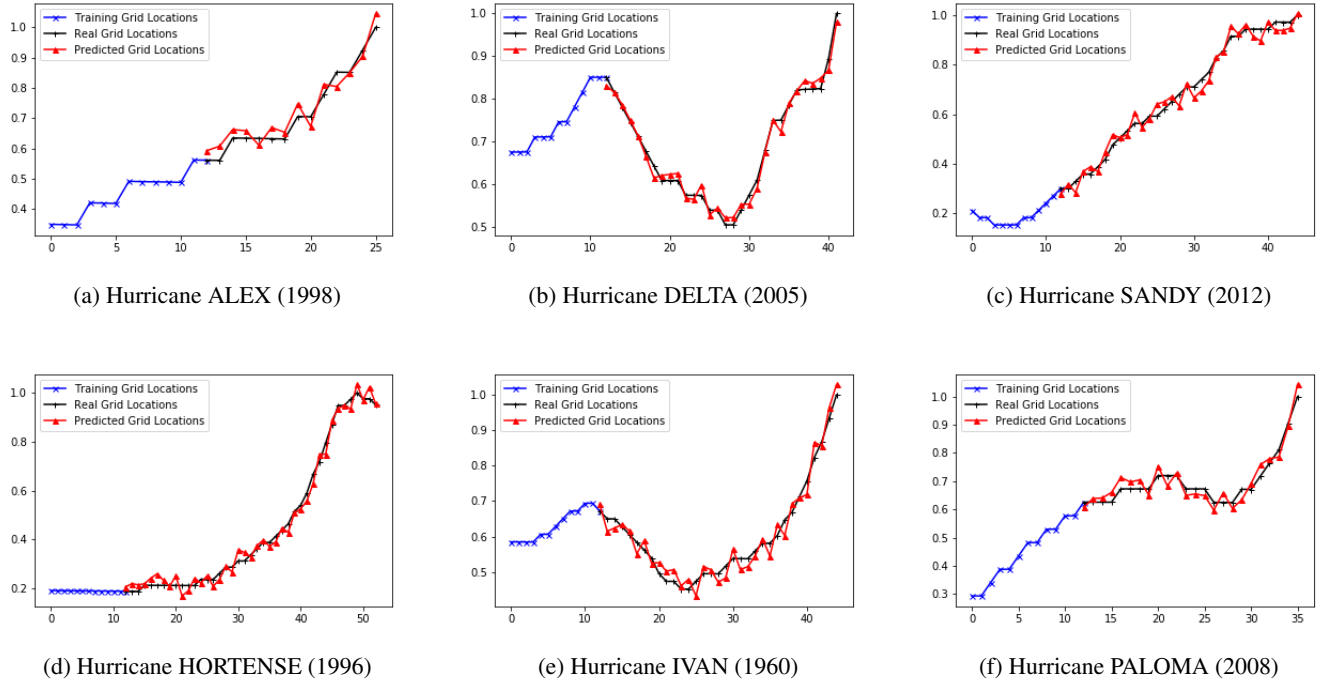 Training Grid Locations
Real Grid Locations
Predicted Grid Locations
1.0
0.9
0.8
0.7
0.6
0.5
0.4
0 5 10 15 20 25
(a) Hurricane ALEX (1998)
Training Grid Locations
Real Grid Locations
Predicted Grid Locations
1.0
0.9
0.8
0.7
0.6
0.5
0 10 20 30 40
(b) Hurricane DELTA (2005)
Training Grid Locations
Real Grid Locations
Predicted Grid Locations
1.0
0.8
0.6
0.4
0.2
0 10 20 30 40
(c) Hurricane SANDY (2012)
Training Grid Locations
Real Grid Locations
Predicted Grid Locations
1.0
0.8
0.6
0.4
0.2
0 10 20 30 40 50
(d) Hurricane HORTENSE (1996)
Training Grid Locations
Real Grid Locations
Predicted Grid Locations
1.0
0.9
0.8
0.7
0.6
0.5
0 10 20 30 40
(e) Hurricane IVAN (1960)
Training Grid Locations
Real Grid Locations
Predicted Grid Locations
1.0
0.9
0.8
0.7
0.6
0.5
0.4
0.3
0 5 10 15 20 25 30 35
(f) Hurricane PALOMA (2008)